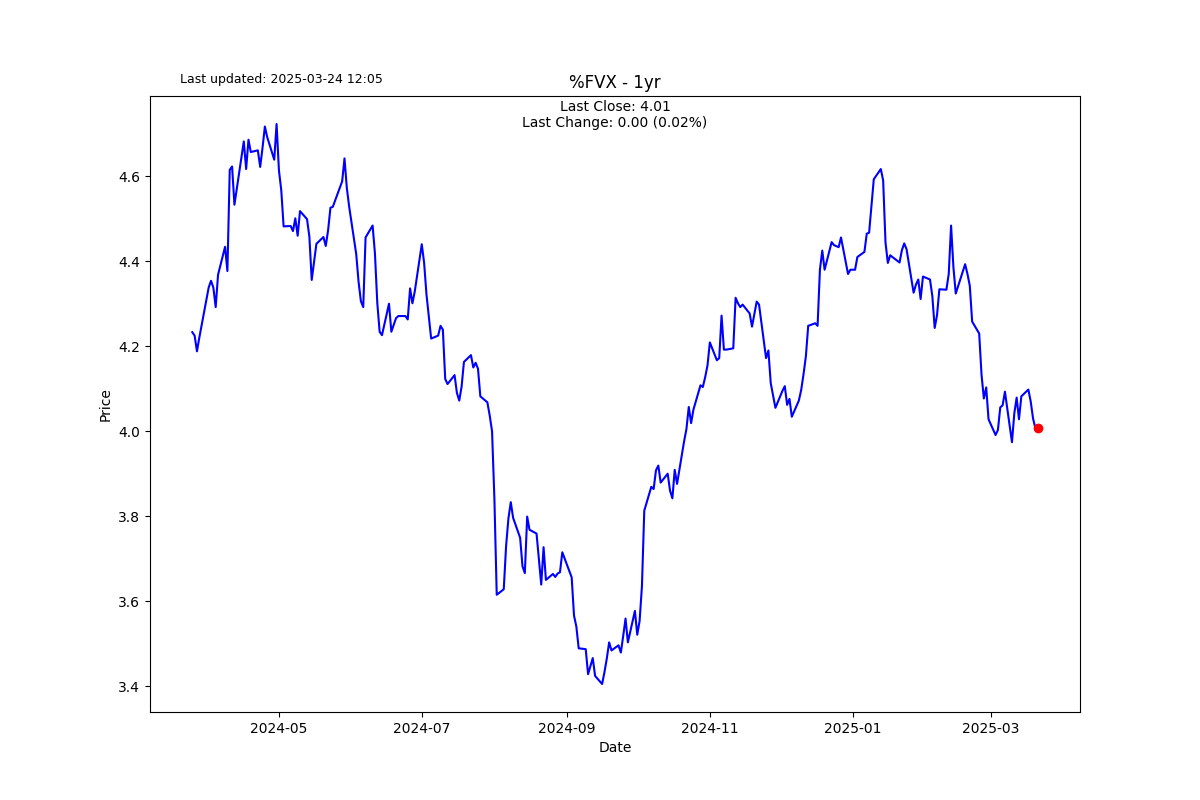 Last updated: 2025-03-24 12:05
%FVX - 1yr
Last Close: 4.01
Last Change: 0.00 (0.02%)
4.6
4.4
4.2
4.0
3.8
3.6
3.4
Price
2024-05
2024-07
2024-09
2024-11
2025-01
2025-03
Date